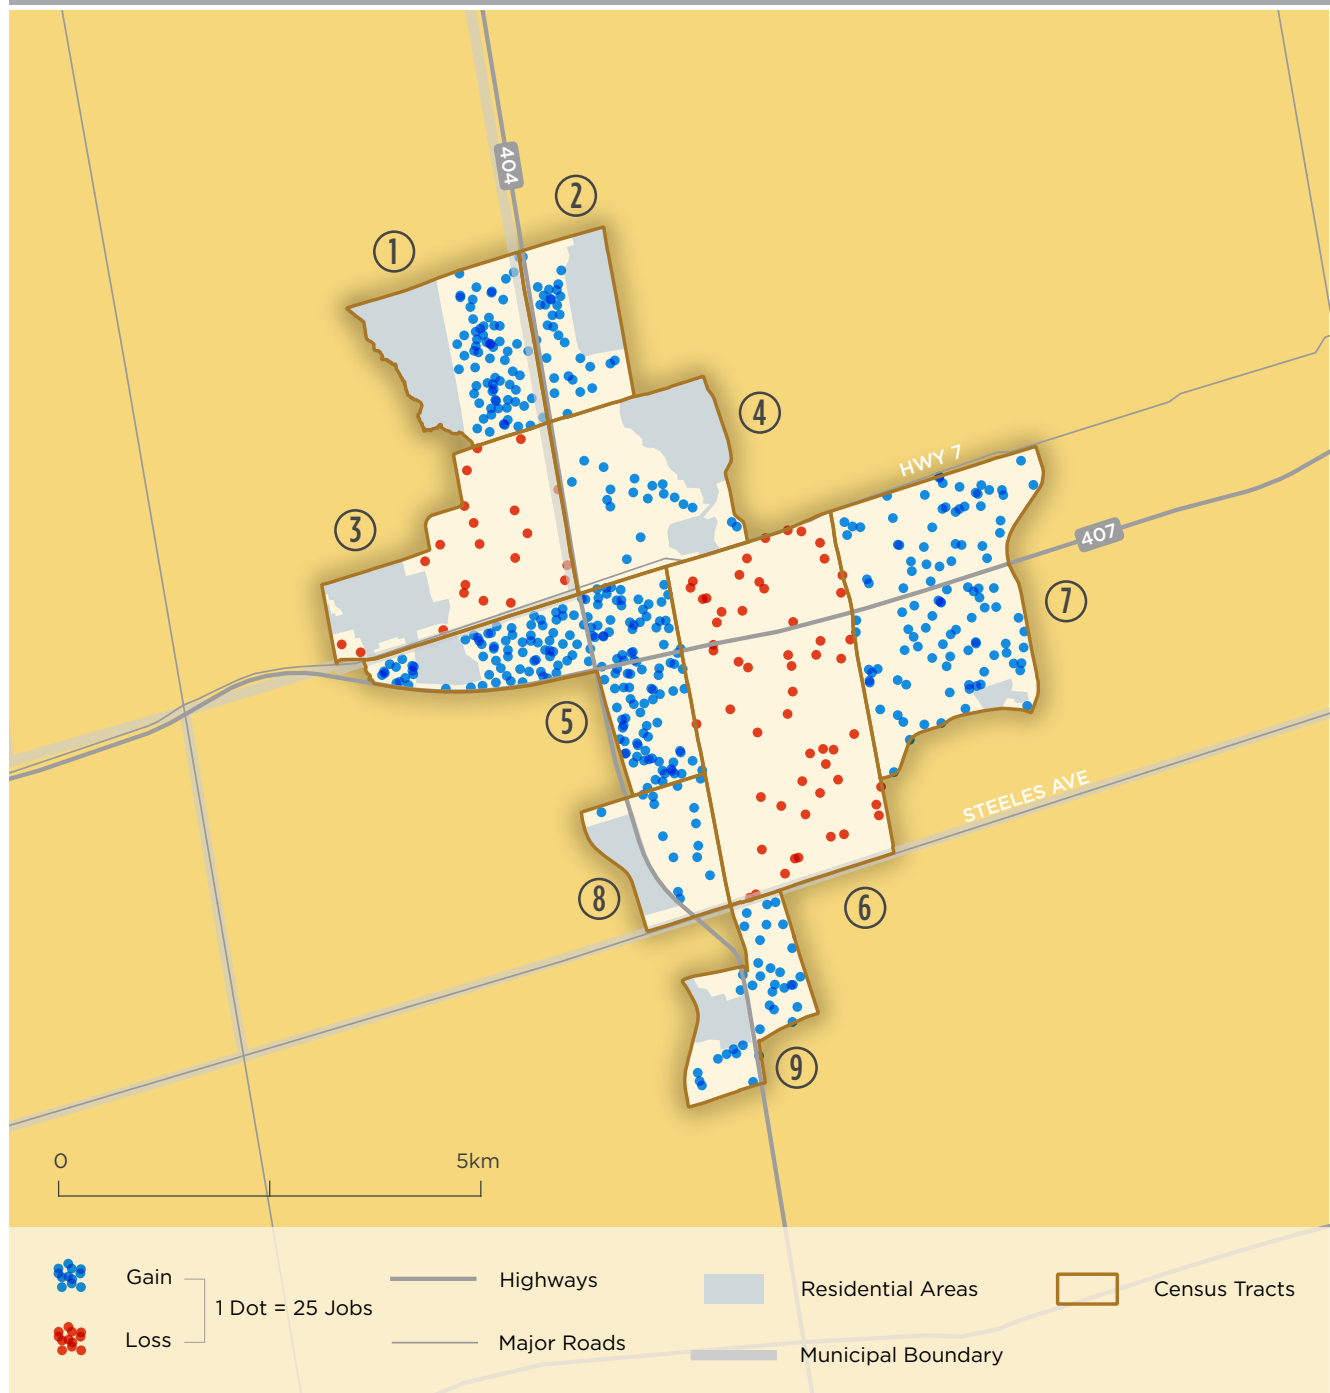 404
2
1
4
HWY 7
3
407
7
5
STEELES AVE
8
6
9
0
5km
Gain
1 Dot = 25 Jobs
Loss
Highways
Major Roads
Residential Areas
Municipal Boundary
Census Tracts